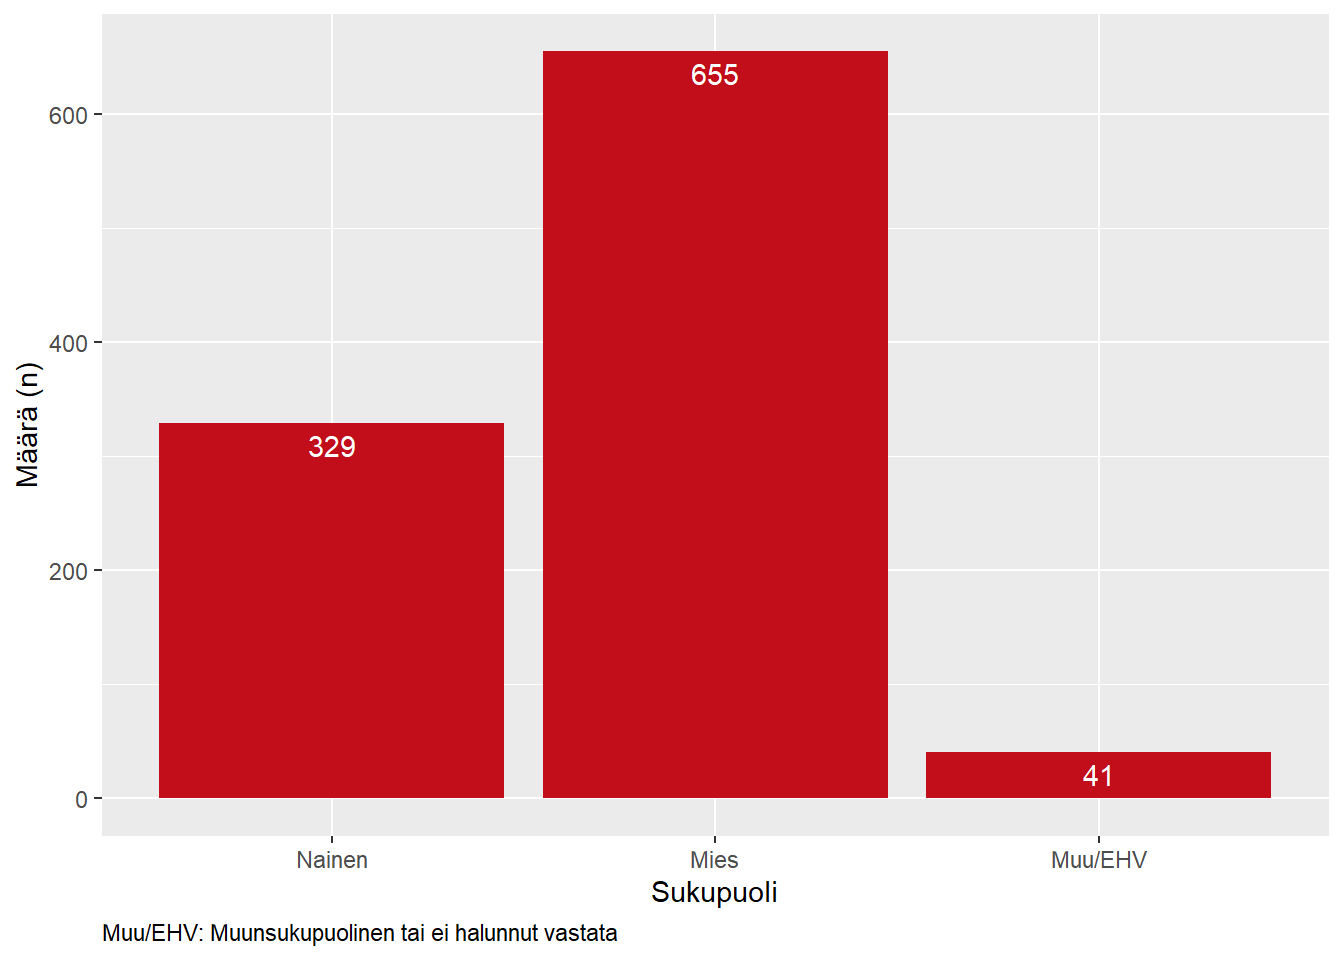 655
600
400
Määrä (n)
329
200
41
0
Nainen Mies Muu/EHV
Sukupuoli
Muu/EHV: Muunsukupuolinen tai ei halunnut vastata